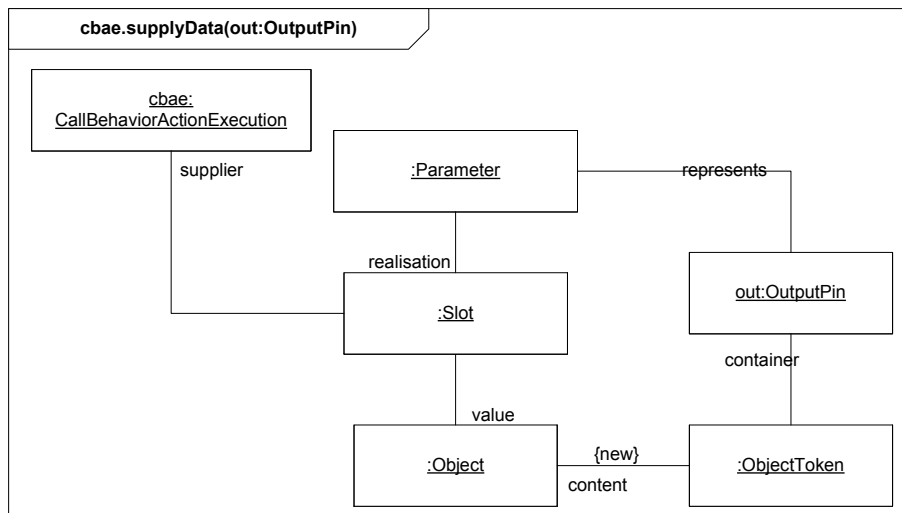 cbae.supplyData(out:OutputPin)
cbae:
CallBehaviorActionExecution
supplier
:Parameter
represents
realisation
:Slot
out:OutputPin
container
value
:Object
{new}
content
:ObjectToken